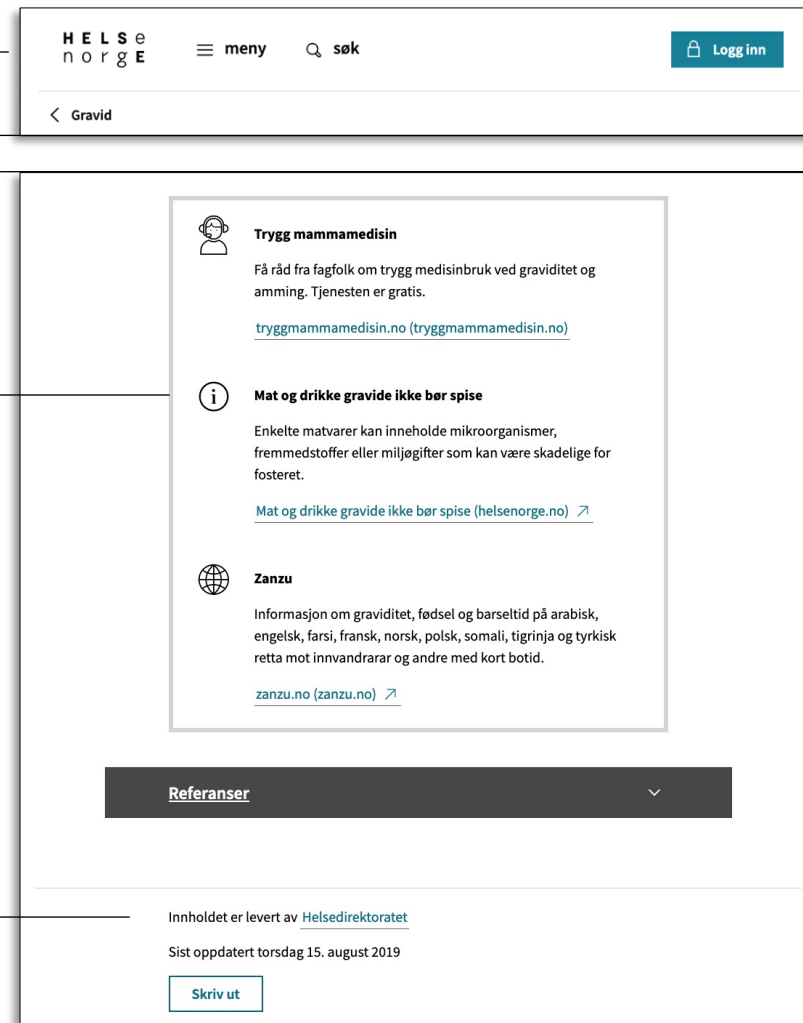 HELSe
norgE
meny
søk
Logg inn
Gravid
Trygg mammamedisin
Få råd fra fagfolk om trygg medisinbruk ved graviditet og
amming. Tjenesten er gratis.
tryggmammamedisin.no (tryggmammamedisin.no)
Mat og drikke gravide ikke bør spise
Enkelte matvarer kan inneholde mikroorganismer,
fremmedstoffer eller miljøgifter som kan være skadelige for
fosteret.
Mat og drikke gravide ikke bør spise (helsenorge.no)
Zanzu
Informasjon om graviditet, fødsel og barseltid på arabisk,
engelsk, farsi, fransk, norsk, polsk, somali, tigrinja og tyrkisk
retta mot innvandrarar og andre med kort botid.
zanzu.no (zanzu.no)
Referanser
Innholdet er levert av Helsedirektoratet
Sist oppdatert torsdag 15. august 2019
Skriv ut